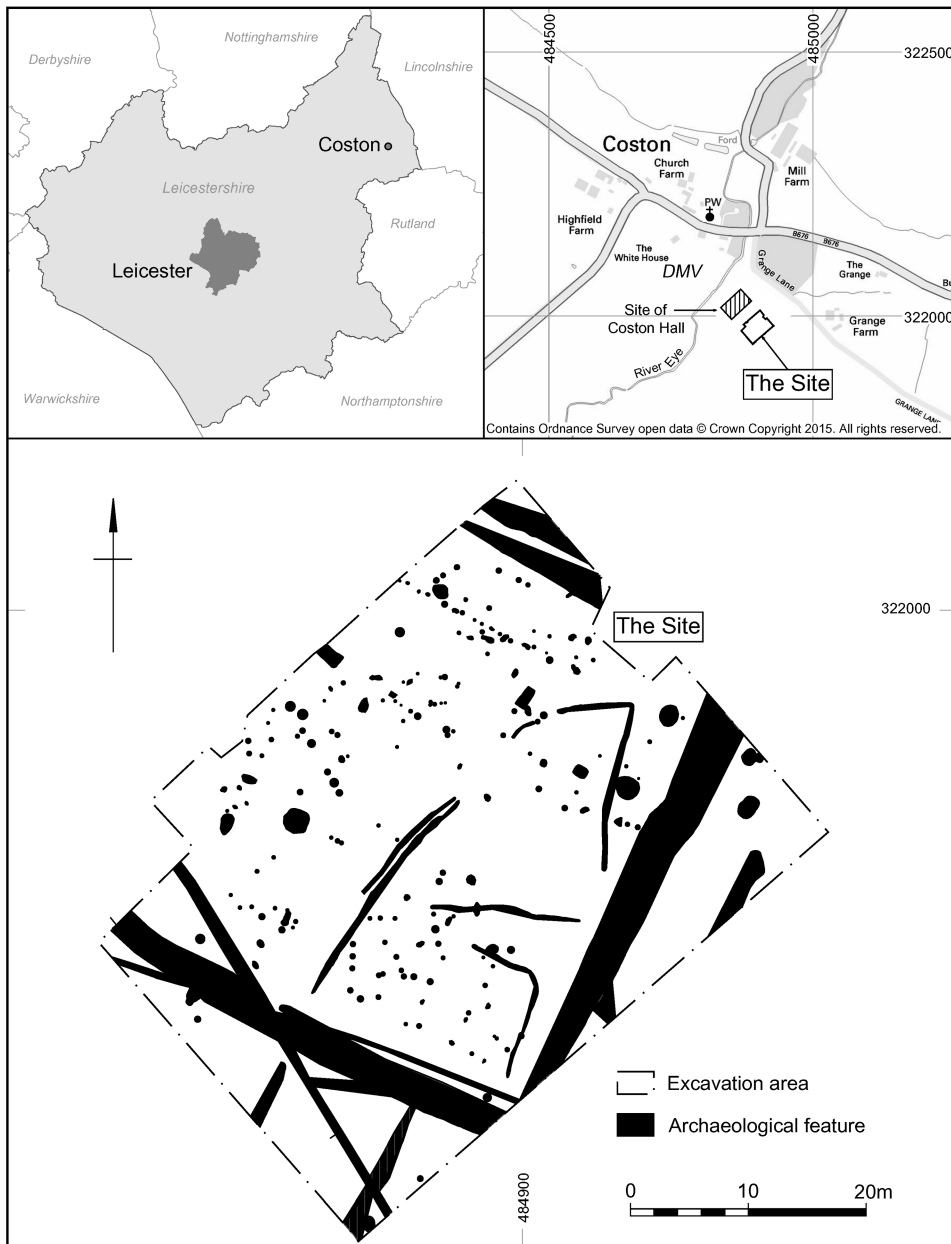 Nottinghamshire
Derbyshire
Lincolnshire
Coston
Leicestershire
Rutland
Leicester
Warwickshire
Northamptonshire
484500
485000
322500
Coston
Ford
Church
Farm
Mill
Farm
PW
Highfield
Farm
The
White House
DMV
B676
B676
Grange Lane
The
Grange
Bu
Site of
Coston Hall
322000
Grange
Farm
River Eye
The Site
GRANGE LAN
Contains Ordnance Survey open data © Crown Copyright 2015. All rights reserved.
322000
The Site
Excavation area
Archaeological feature
484900
0 10 20m